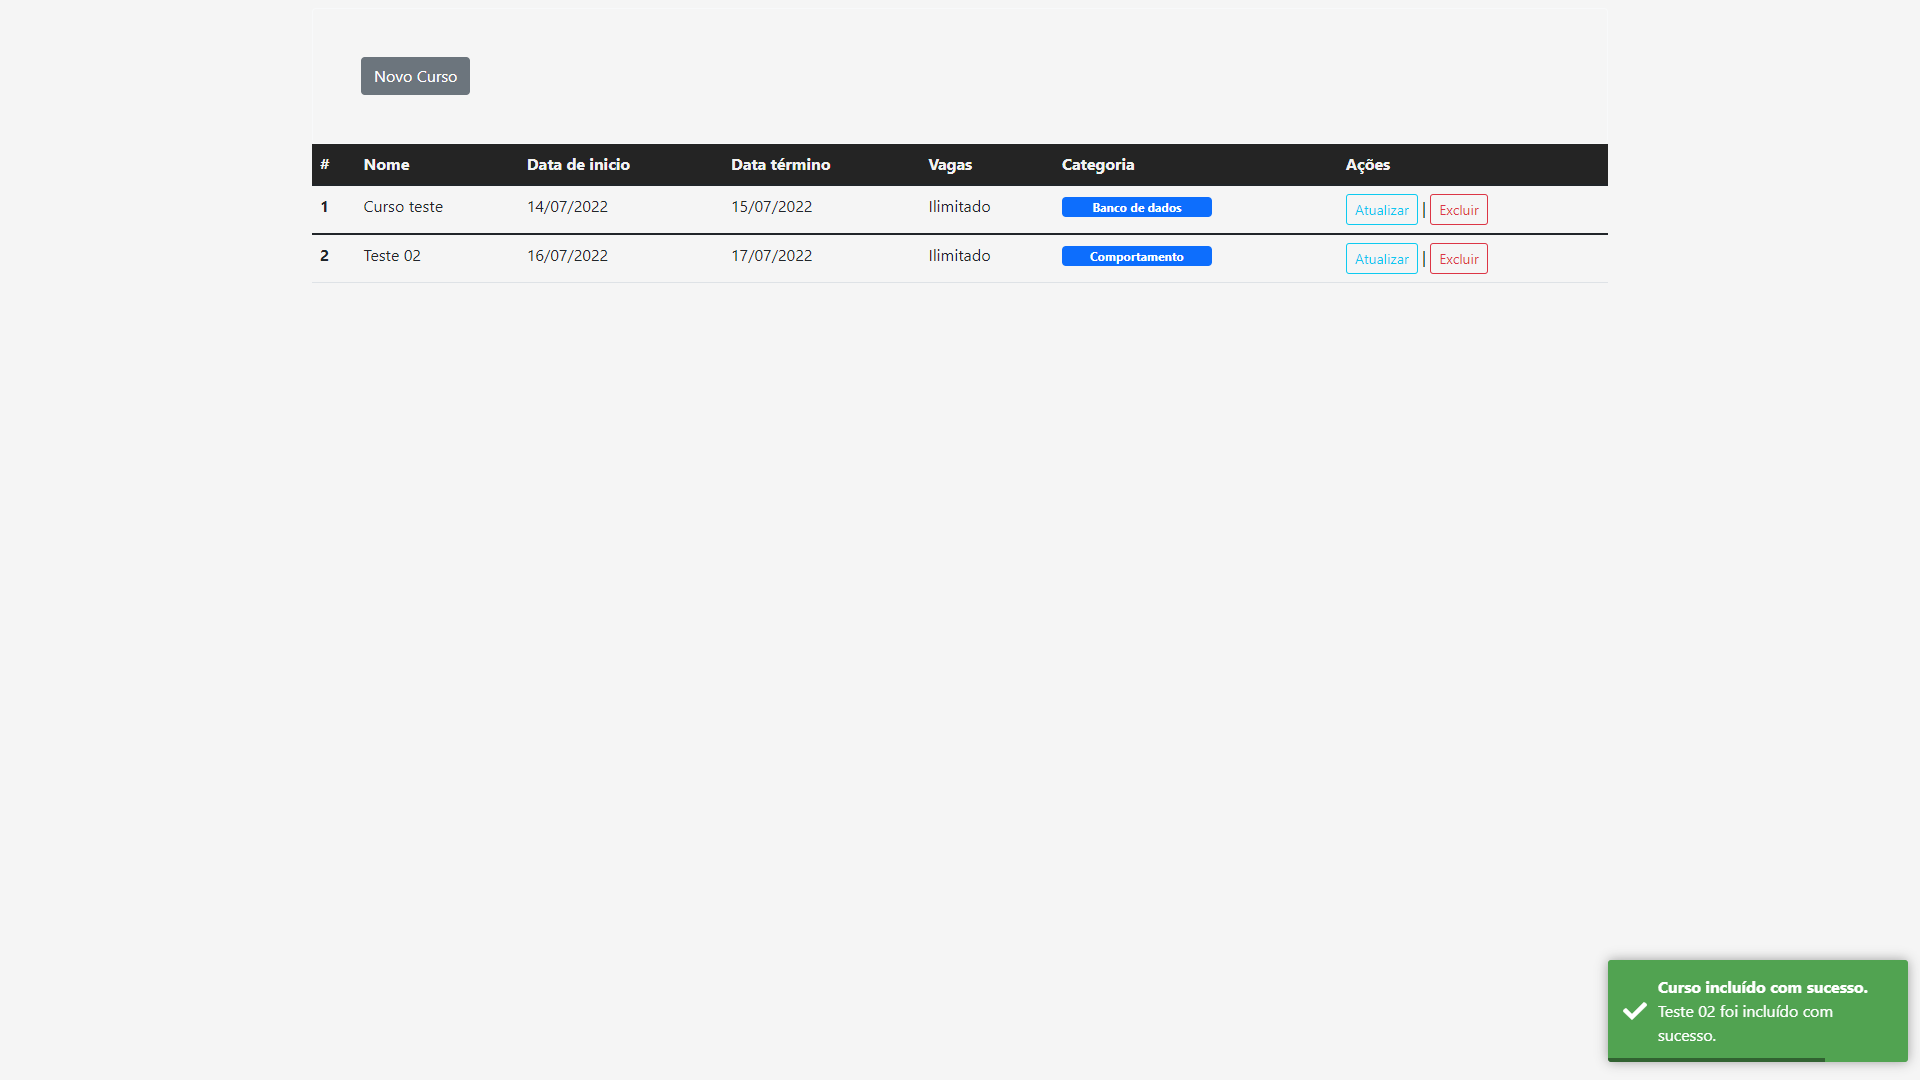 Novo Curso
# Nome Data de inicio Data término Vagas Categoria Ações
1 Curso teste 14/07/2022 15/07/2022 Ilimitado Banco de dados Atualizar | Excluir
2 Teste 02 16/07/2022 17/07/2022 Ilimitado Comportamento Atualizar | Excluir
Curso incluído com sucesso.
Teste 02 foi incluído com
sucesso.